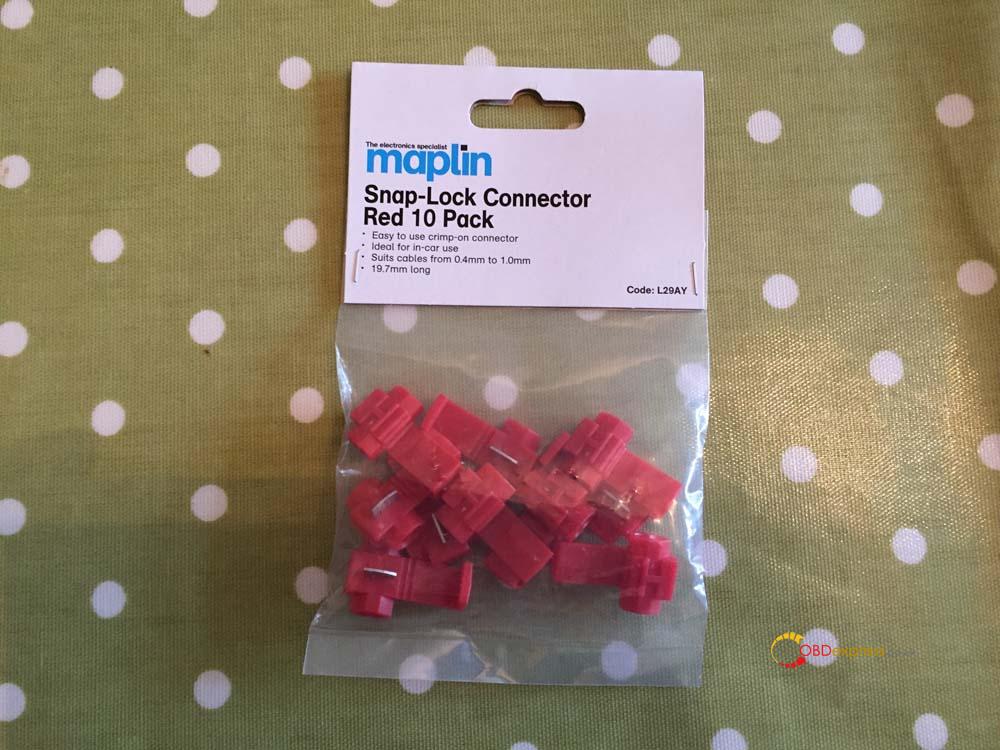 The electronics specialist
maplin
Snap-Lock Connector
Red 10 Pack
• Easy to use crimp-on connector
• Ideal for in-car use
• Suits cables from 0.4mm to 1.0mm
• 19.7mm long
Code: L29AY
OBDexpress